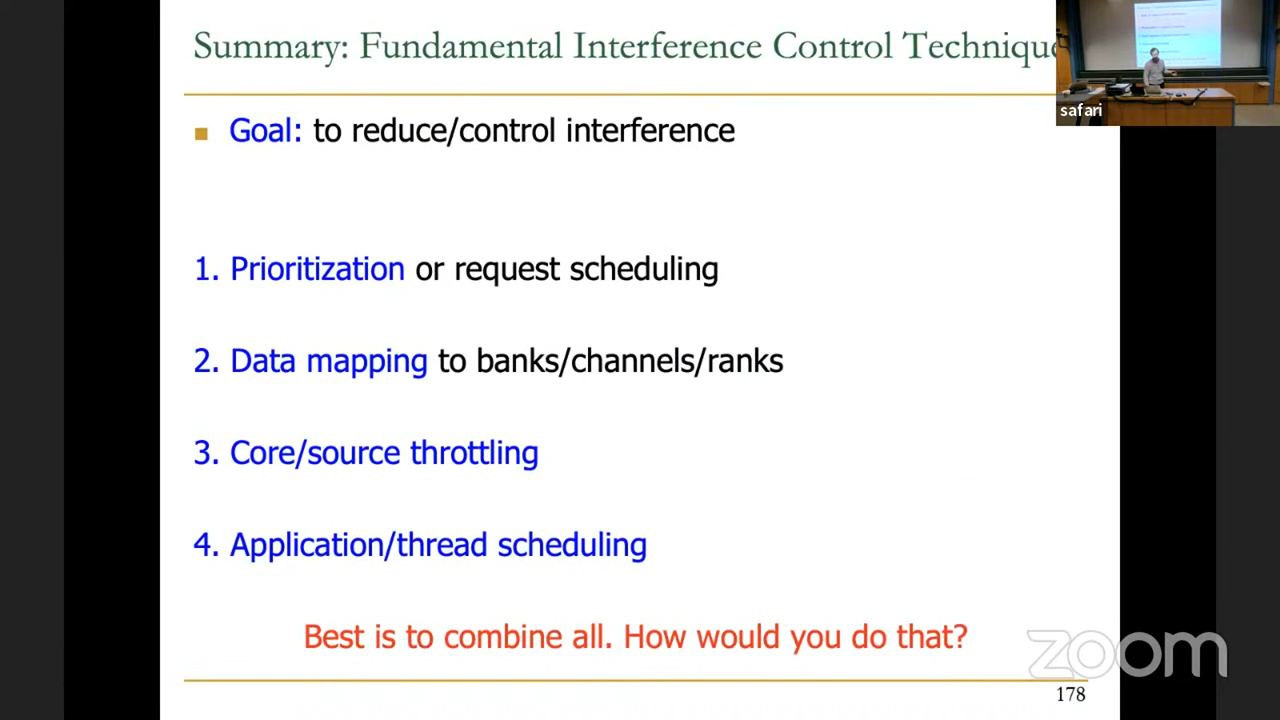 Summary: Fundamental Interference Control Technique
safari
Goal: to reduce/control interference
1. Prioritization or request scheduling
2. Data mapping to banks/channels/ranks
3. Core/source throttling
4. Application/thread scheduling
Best is to combine all. How would you do that?
zoom
178